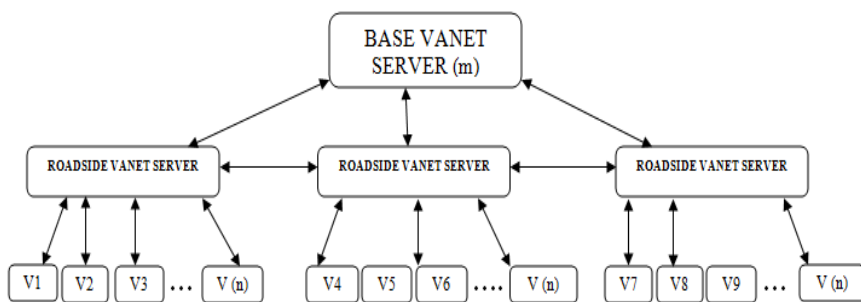 BASE VANET
SERVER (m)
ROADSIDE VANET SERVER
ROADSIDE VANET SERVER
ROADSIDE VANET SERVER
V1 V2 V3 ... V (n)
V4 V5 V6 .... V (n)
V7 V8 V9 ... V (n)